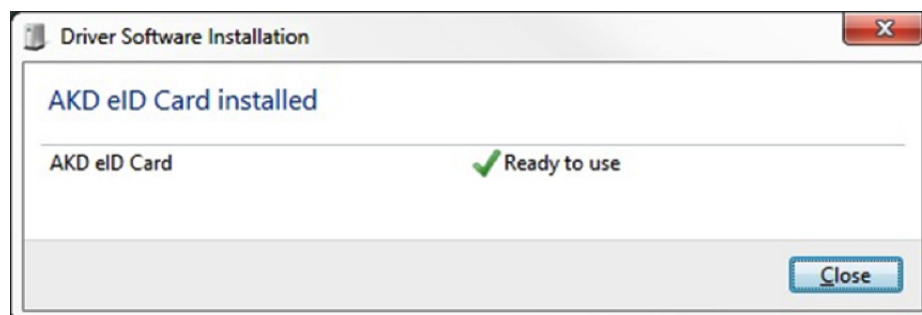 Driver Software Installation
AKD eID Card installed
AKD eID Card Ready to use
Close